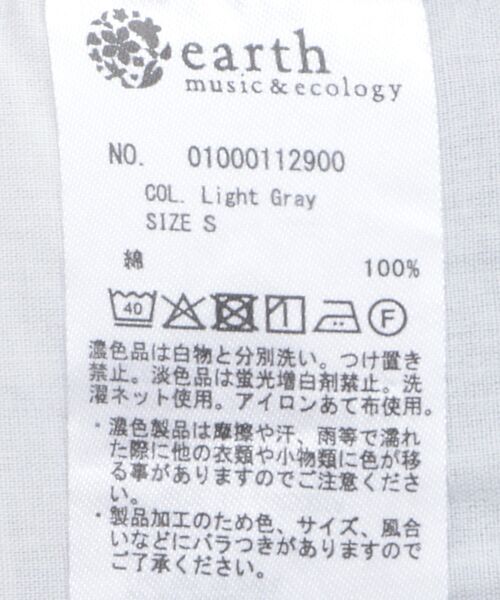 earth
music&ecology
NO. 01000112900
COL. Light Gray
SIZE S
綿 100%
40
F
濃色品は白物と分別洗い。つけ置き
禁止。淡色品は蛍光増白剤禁止。洗
濯ネット使用。アイロンあて布使用。
・濃色製品は摩擦や汗、雨等で濡れ
た際に他の衣類や小物類に色が移
る事がありますのでご注意くださ
い。
・製品加工のため色、サイズ、風合
いなどにバラつきがありますので
ご了承ください。